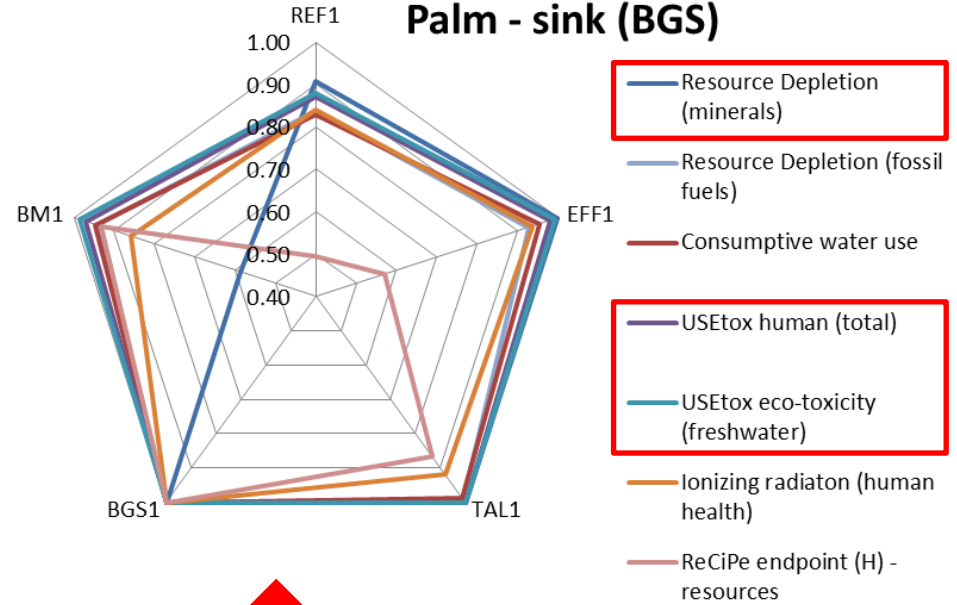 Palm - sink (BGS)
REF1
1.00
0.90
0.80
0.70
0.60
0.50
0.40
BM1
EFF1
BGS1
TAL1
Resource Depletion
(minerals)
Resource Depletion (fossil
fuels)
Consumptive water use
USEtox human (total)
USEtox eco-toxicity
(freshwater)
Ionizing radiaton (human
health)
ReCiPe endpoint (H) -
resources